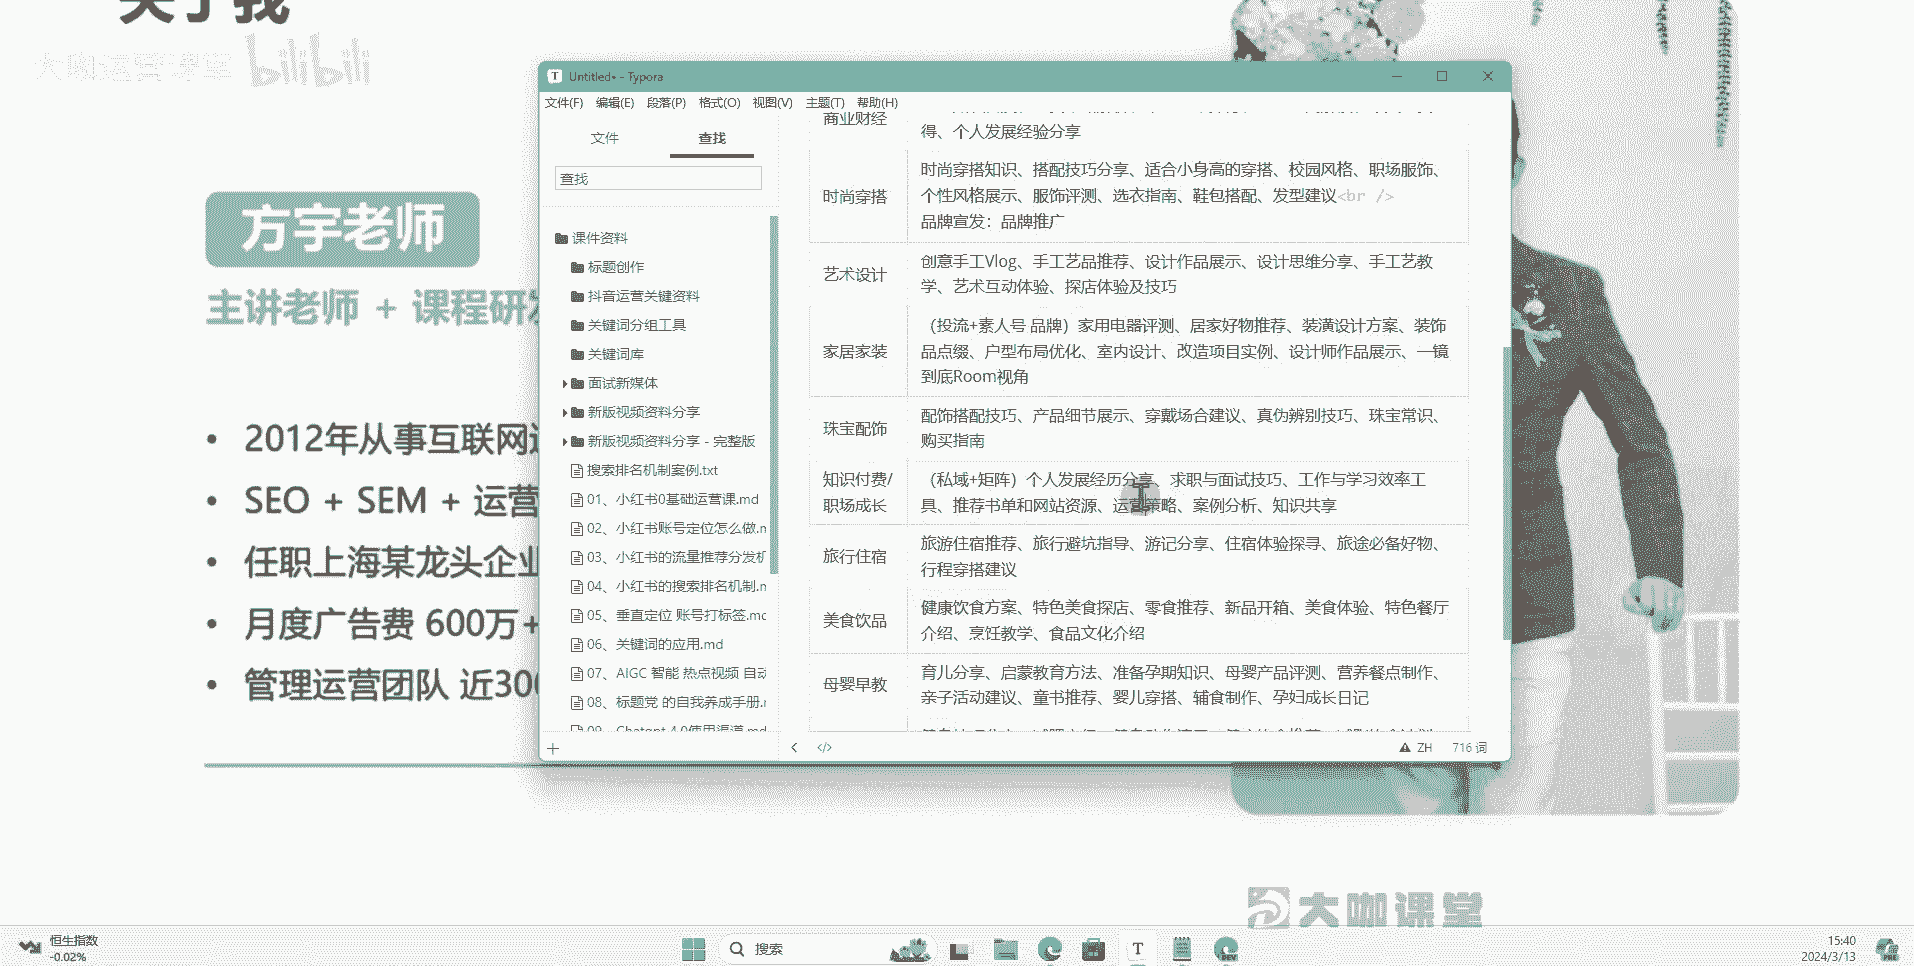 关于我
大咖运营课堂 bilibili
方宇老师
主讲老师 + 课程研发
• 2012年从事互联网运
• SEO + SEM + 运营
• 任职上海某龙头企业
• 月度广告费 600万+
• 管理运营团队 近300
Untitled• - Typora
文件(F) 编辑(E) 段落(P) 格式(O) 视图(V) 主题(T) 帮助(H)
文件 查找
查找
课件资料
标题创作
抖音运营关键资料
关键词分组工具
关键词库
面试新媒体
新版视频资料分享
新版视频资料分享 - 完整版
搜索排名机制案例.txt
01、小红书0基础运营课.md
02、小红书账号定位怎么做.m
03、小红书的流量推荐分发机
04、小红书的搜索排名机制.m
05、垂直定位 账号打标签.mc
06、关键词的应用.md
07、AIGC 智能 热点视频 自动
08、标题党 的自我养成手册.r
09、Chatgpt 4.0使用渠道.md
商业财经
得、个人发展经验分享
时尚穿搭
时尚穿搭知识、搭配技巧分享、适合小身高的穿搭、校园风格、职场服饰、
个性风格展示、服饰评测、选衣指南、鞋包搭配、发型建议<br />
品牌宣发：品牌推广
艺术设计
创意手工Vlog、手工艺品推荐、设计作品展示、设计思维分享、手工艺教
学、艺术互动体验、探店体验及技巧
家居家装
（投流+素人号 品牌）家用电器评测、居家好物推荐、装潢设计方案、装饰
品点缀、户型布局优化、室内设计、改造项目实例、设计师作品展示、一镜
到底Room视角
珠宝配饰
配饰搭配技巧、产品细节展示、穿戴场合建议、真伪辨别技巧、珠宝常识、
购买指南
知识付费/
职场成长
（私域+矩阵）个人发展经历分享、求职与面试技巧、工作与学习效率工
具、推荐书单和网站资源、运营策略、案例分析、知识共享
旅行住宿
旅游住宿推荐、旅行避坑指导、游记分享、住宿体验探寻、旅途必备好物、
行程穿搭建议
美食饮品
健康饮食方案、特色美食探店、零食推荐、新品开箱、美食体验、特色餐厅
介绍、烹饪教学、食品文化介绍
母婴早教
育儿分享、启蒙教育方法、准备孕期知识、母婴产品评测、营养餐点制作、
亲子活动建议、童书推荐、婴儿穿搭、辅食制作、孕妇成长日记
ZH 716 词
大咖课堂
恒生指数
-0.02%
搜索
DEV
15:40
2024/3/13
PRE